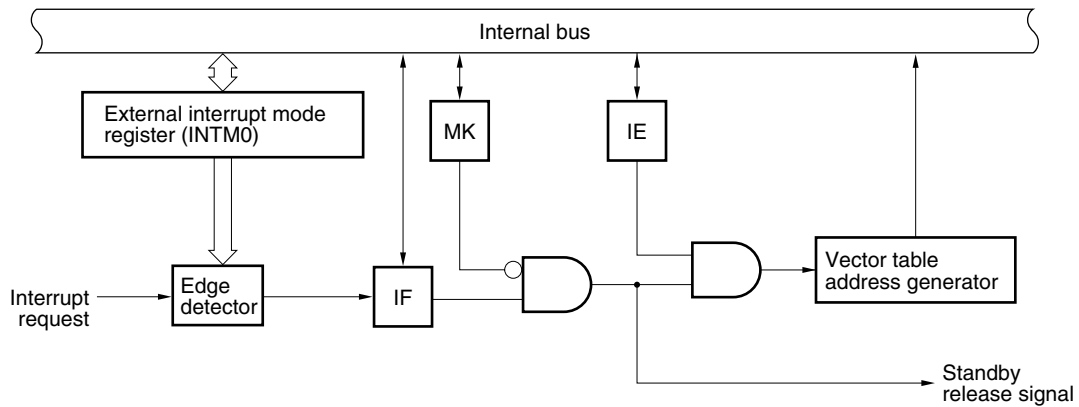 Internal bus
External interrupt mode
register (INTM0)
MK
IE
Interrupt
request
Edge
detector
IF
Vector table
address generator
Standby
release signal